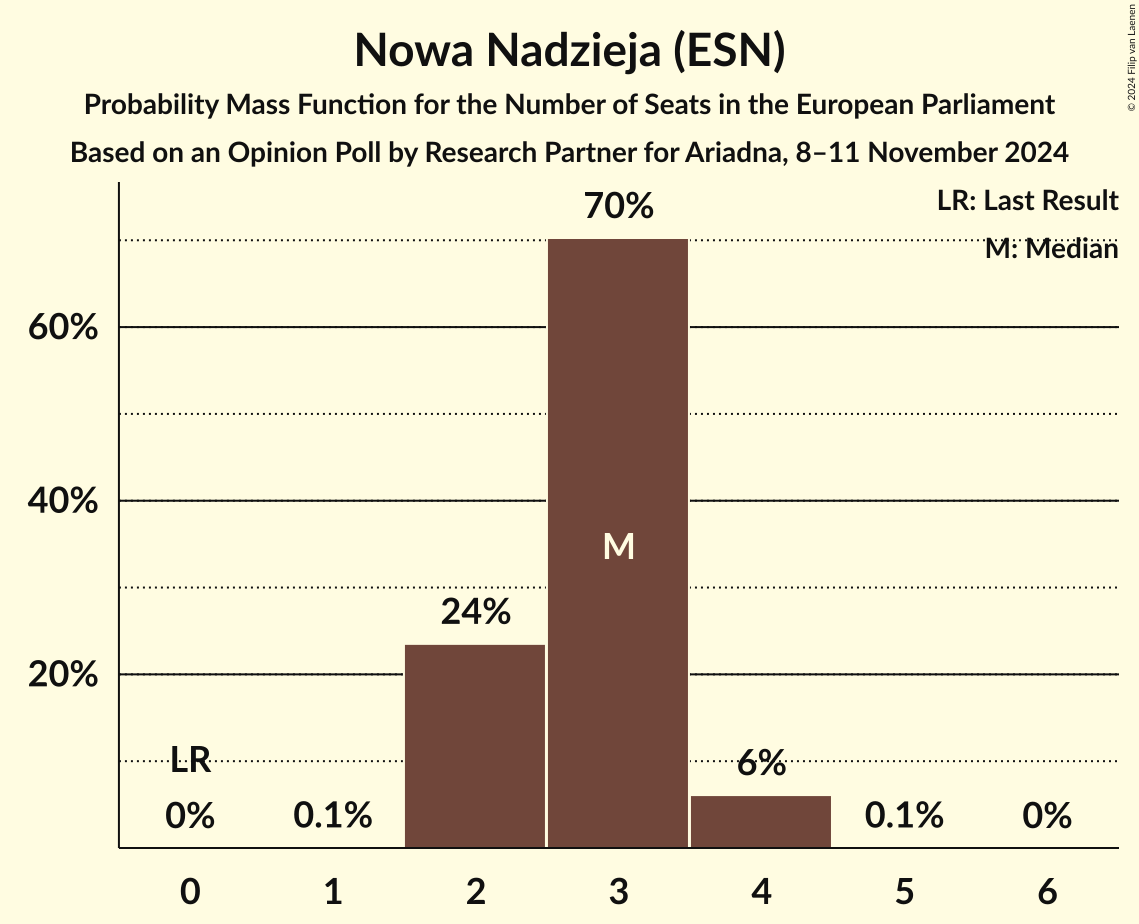 Nowa Nadzieja (ESN)
Probability Mass Function for the Number of Seats in the European Parliament
Based on an Opinion Poll by Research Partner for Ariadna, 8–11 November 2024
© 2024 Filip van Laenen
LR: Last Result
M: Median
70%
60%
40%
M
24%
20%
LR
6%
0%
0.1%
0.1%
0%
0 1 2 3 4 5 6